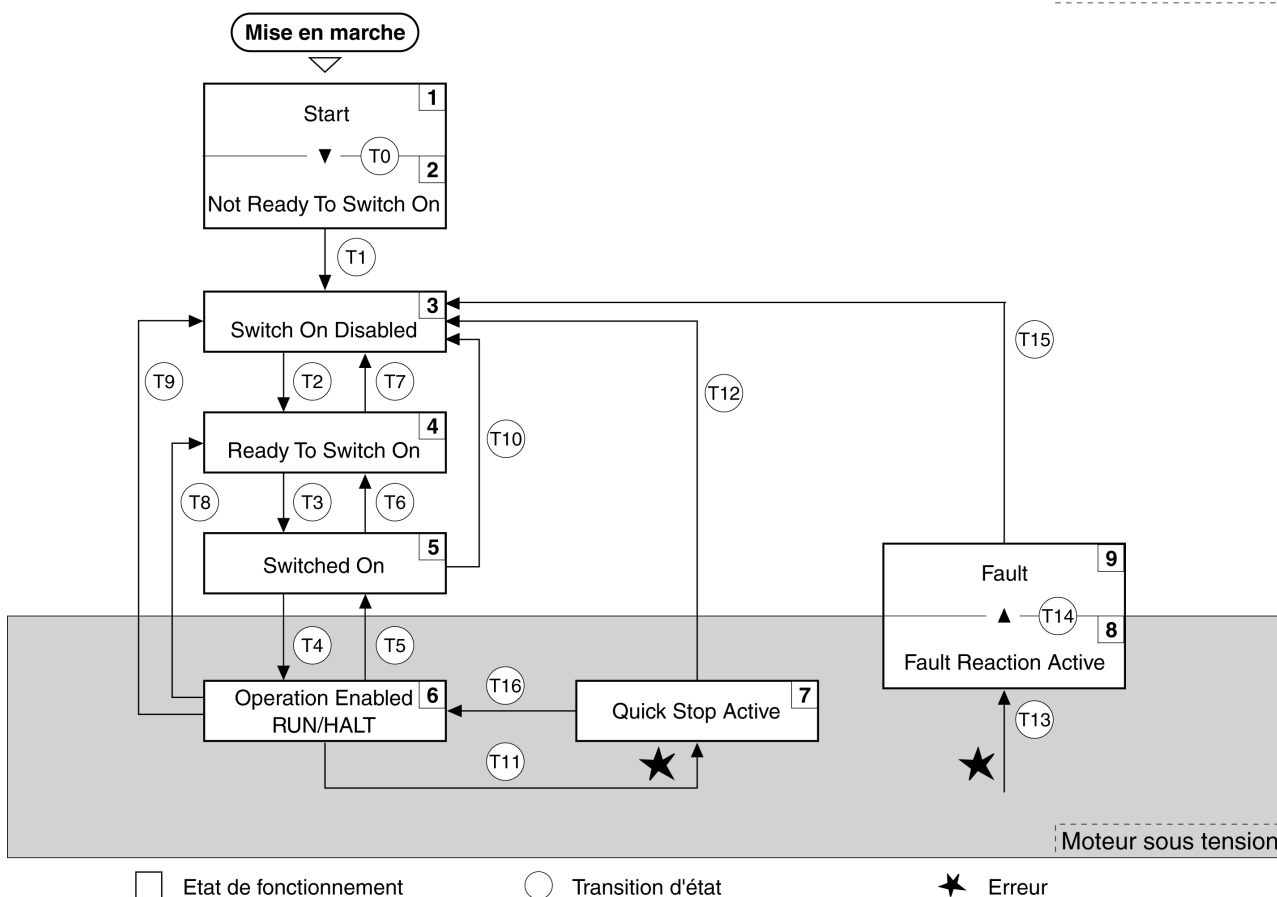 Mise en marche
1
Start
T0
2
Not Ready To Switch On
T1
3
Switch On Disabled
T15
T9
T2
T7
T12
4
Ready To Switch On
T10
T8
T3
T6
5
Switched On
9
Fault
T14
8
Fault Reaction Active
T4
T5
6
Operation Enabled
RUN/HALT
T16
7
Quick Stop Active
T13
T11
Moteur sous tension
Etat de fonctionnement
Transition d'état
Erreur